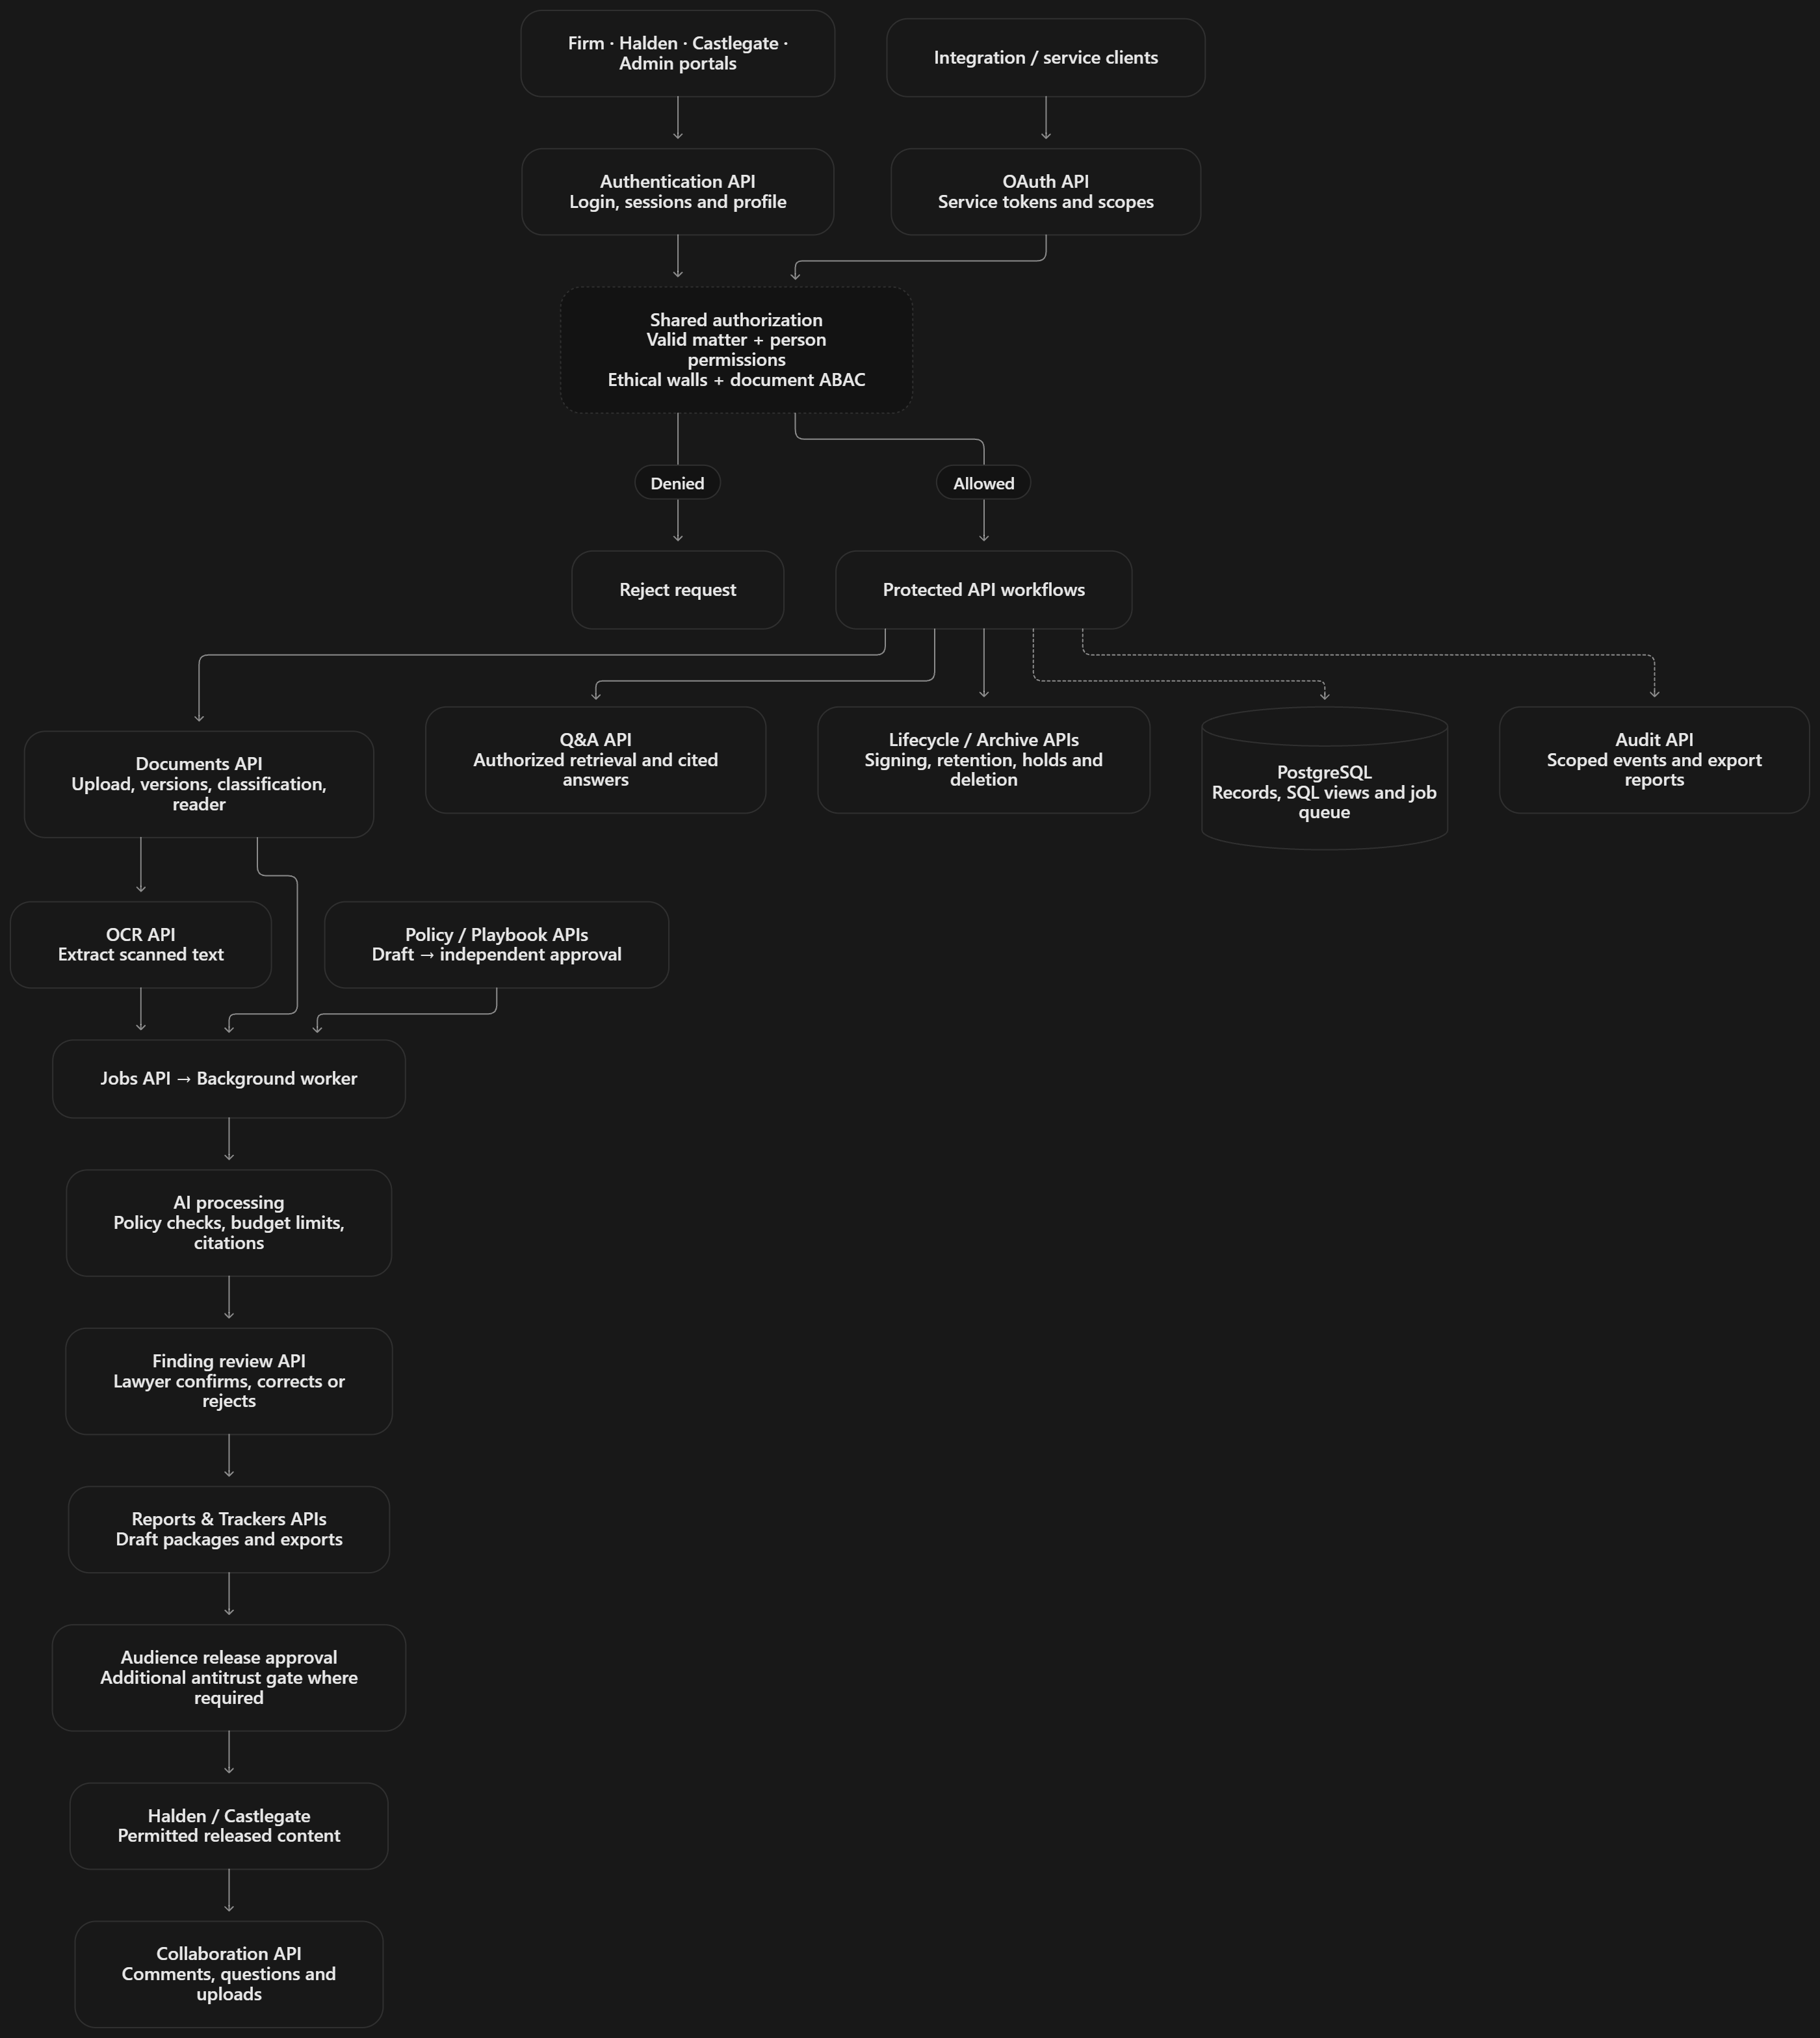 Firm · Halden · Castlegate ·
Admin portals
Integration / service clients
Authentication API
Login, sessions and profile
OAuth API
Service tokens and scopes
Shared authorization
Valid matter + person
permissions
Ethical walls + document ABAC
Denied
Allowed
Reject request
Protected API workflows
Documents API
Upload, versions, classification,
reader
Q&A API
Authorized retrieval and cited
answers
Lifecycle / Archive APIs
Signing, retention, holds and
deletion
PostgreSQL
Records, SQL views and job
queue
Audit API
Scoped events and export
reports
OCR API
Extract scanned text
Policy / Playbook APIs
Draft → independent approval
Jobs API → Background worker
AI processing
Policy checks, budget limits,
citations
Finding review API
Lawyer confirms, corrects or
rejects
Reports & Trackers APIs
Draft packages and exports
Audience release approval
Additional antitrust gate where
required
Halden / Castlegate
Permitted released content
Collaboration API
Comments, questions and
uploads